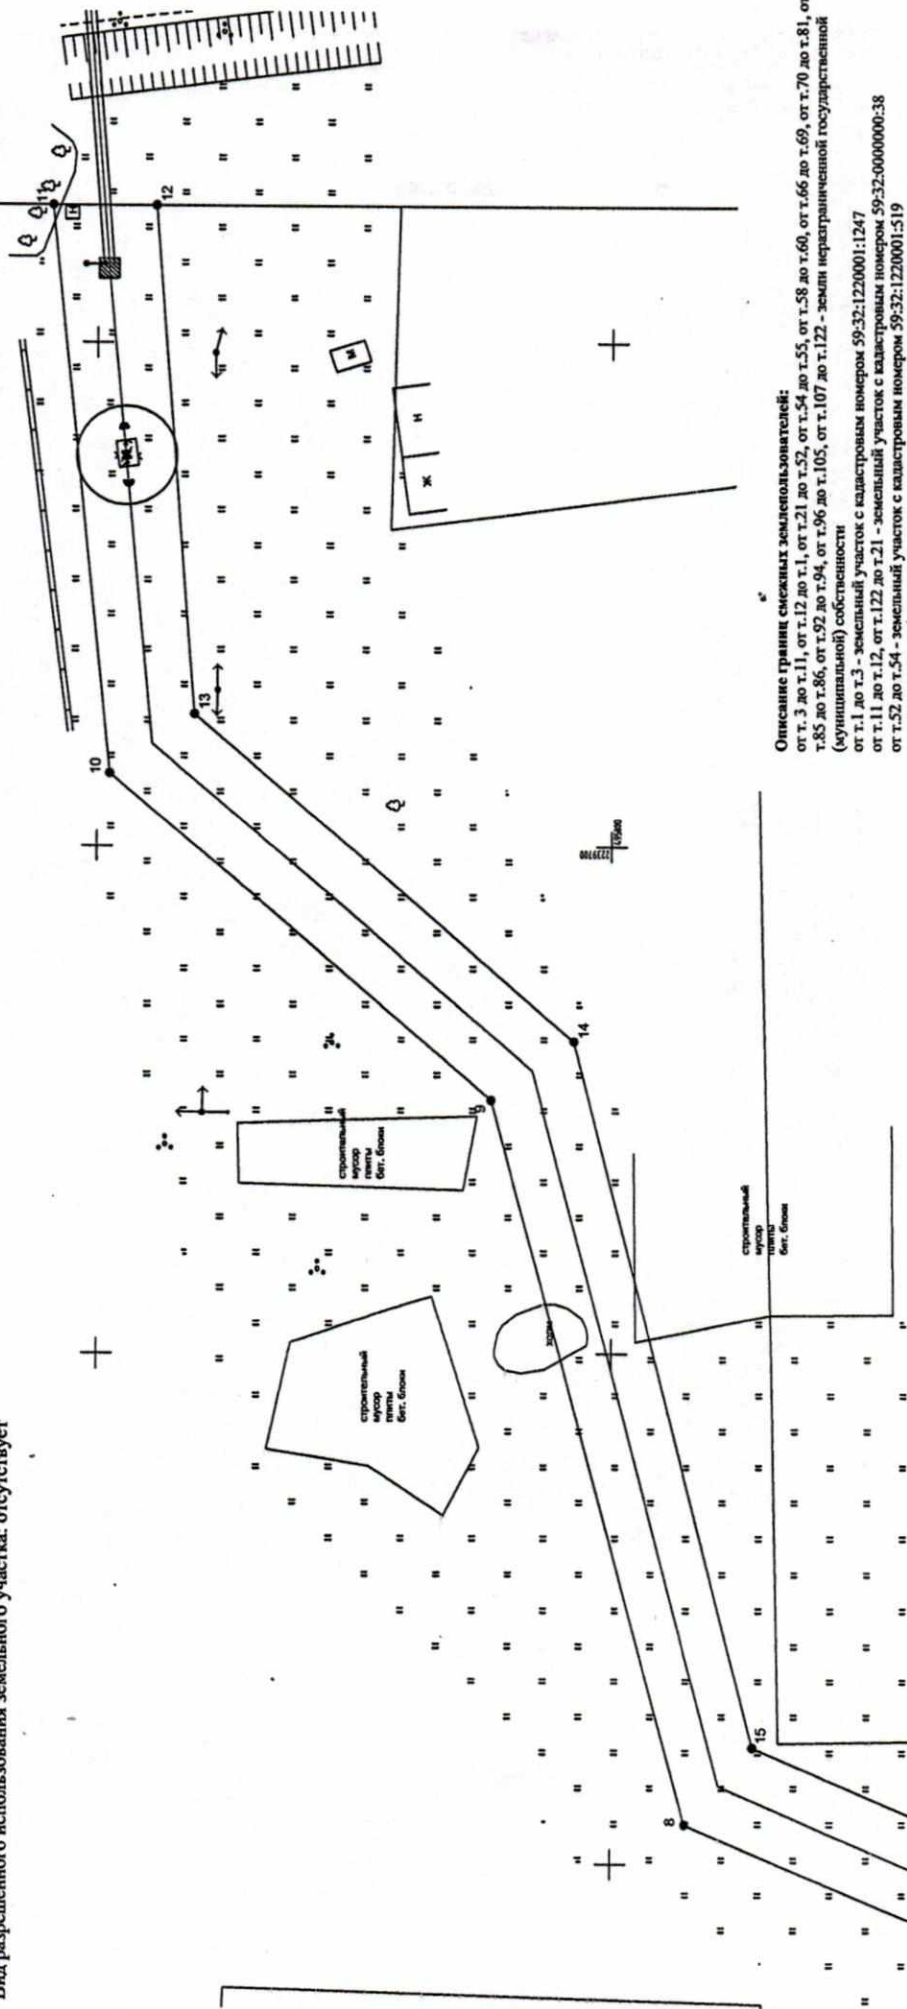 Вид разрешенного использования земельного участка: отсутствует
11
Н
12
М
Н
Ж
13
10
2239700
495400
14
9
строительный
мусор
плиты
бет. блоки
строительный
мусор
плиты
бет. блоки
холм
строительный
мусор
плиты
бет. блоки
15
8
Описание границ смежных землепользователей:
от т. 3 до т.11, от т.12 до т.1, от т.21 до т.52, от т.54 до т.55, от т.58 до т.60, от т.66 до т.69, от т.70 до т.81, от
т.85 до т.86, от т.92 до т.94, от т.96 до т.105, от т.107 до т.122 - земли неразграниченной государственной
(муниципальной) собственности
от т.1 до т.3 - земельный участок с кадастровым номером 59:32:1220001:1247
от т.11 до т.12, от т.122 до т.21 - земельный участок с кадастровым номером 59:32:0000000:38
от т.52 до т.54 - земельный участок с кадастровым номером 59:32:1220001:519